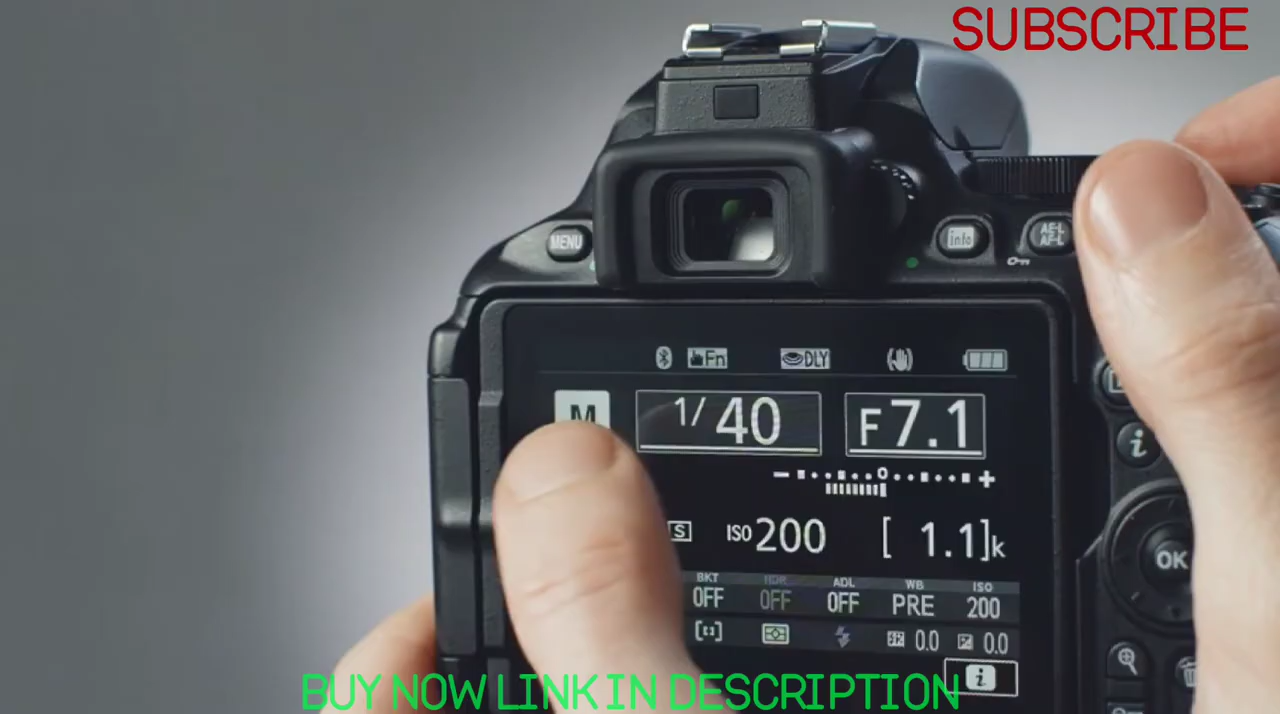 SUBSCRIBE
MENU
info
AE-L
AF-L
Fn DLY
M 1/40 F7.1
- 0 +
i
S ISO 200 [ 1.1]k
OK
BKT HDR ADL WB ISO
OFF OFF OFF PRE 200
0.0 0.0
i
BUY NOW LINK IN DESCRIPTION